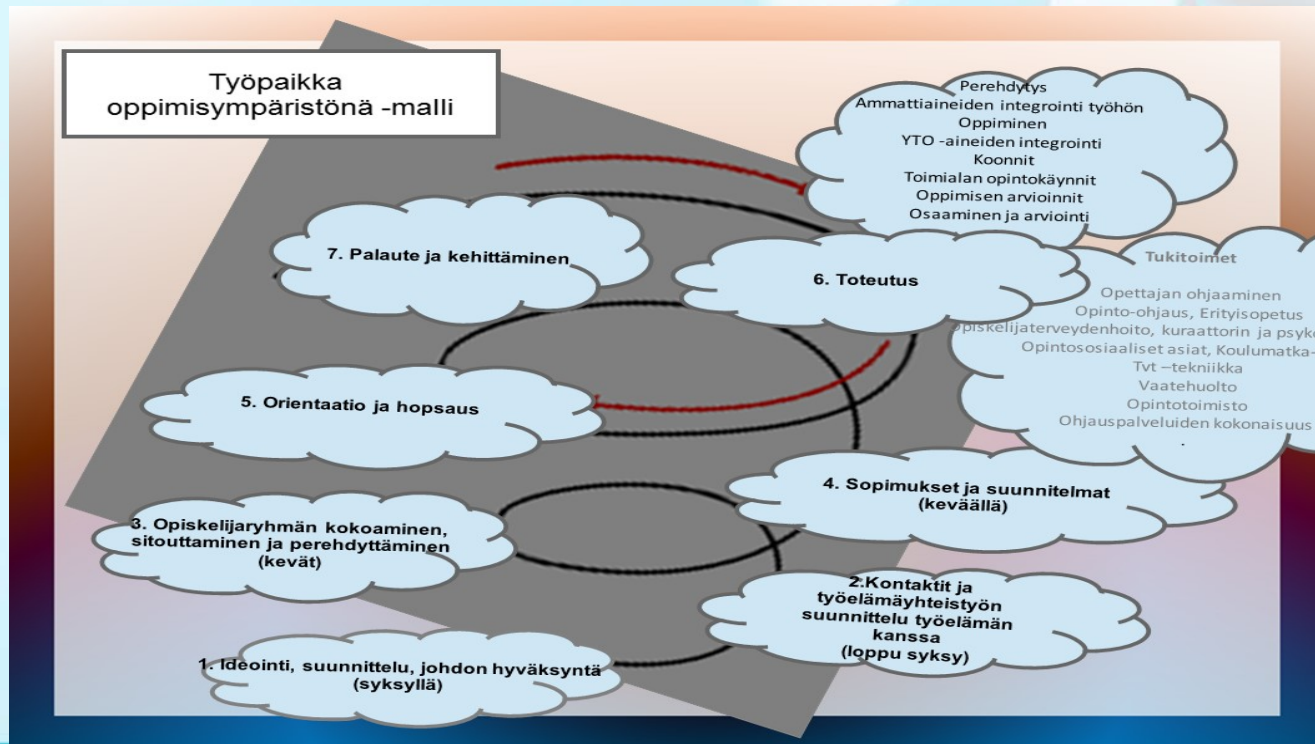 Työpaikka
oppimisympäristönä -malli
Perehdytys
Ammattiaineiden integrointi työhön
Oppiminen
YTO -aineiden integrointi
Koonnit
Toimialan opintokäynnit
Oppimisen arvioinnit
Osaaminen ja arviointi
7. Palaute ja kehittäminen
6. Toteutus
Tukitoimet
Opettajan ohjaaminen
Opinto-ohjaus, Erityisopetus
Opiskelijaterveydenhoito, kuraattorin ja
Opintososiaaliset asiat, Koulumatka-
Tvt –tekniikka
Vaatehuolto
Opintotoimisto
Ohjauspalveluiden kokonaisuus
.
5. Orientaatio ja hopsaus
4. Sopimukset ja suunnitelmat
(keväällä)
3. Opiskelijaryhmän kokoaminen,
sitouttaminen ja perehdyttäminen
(kevät)
2.Kontaktit ja
työelämäyhteistyön
suunnittelu työelämän
kanssa
(loppu syksy)
1. Ideointi, suunnittelu, johdon hyväksyntä
(syksyllä)